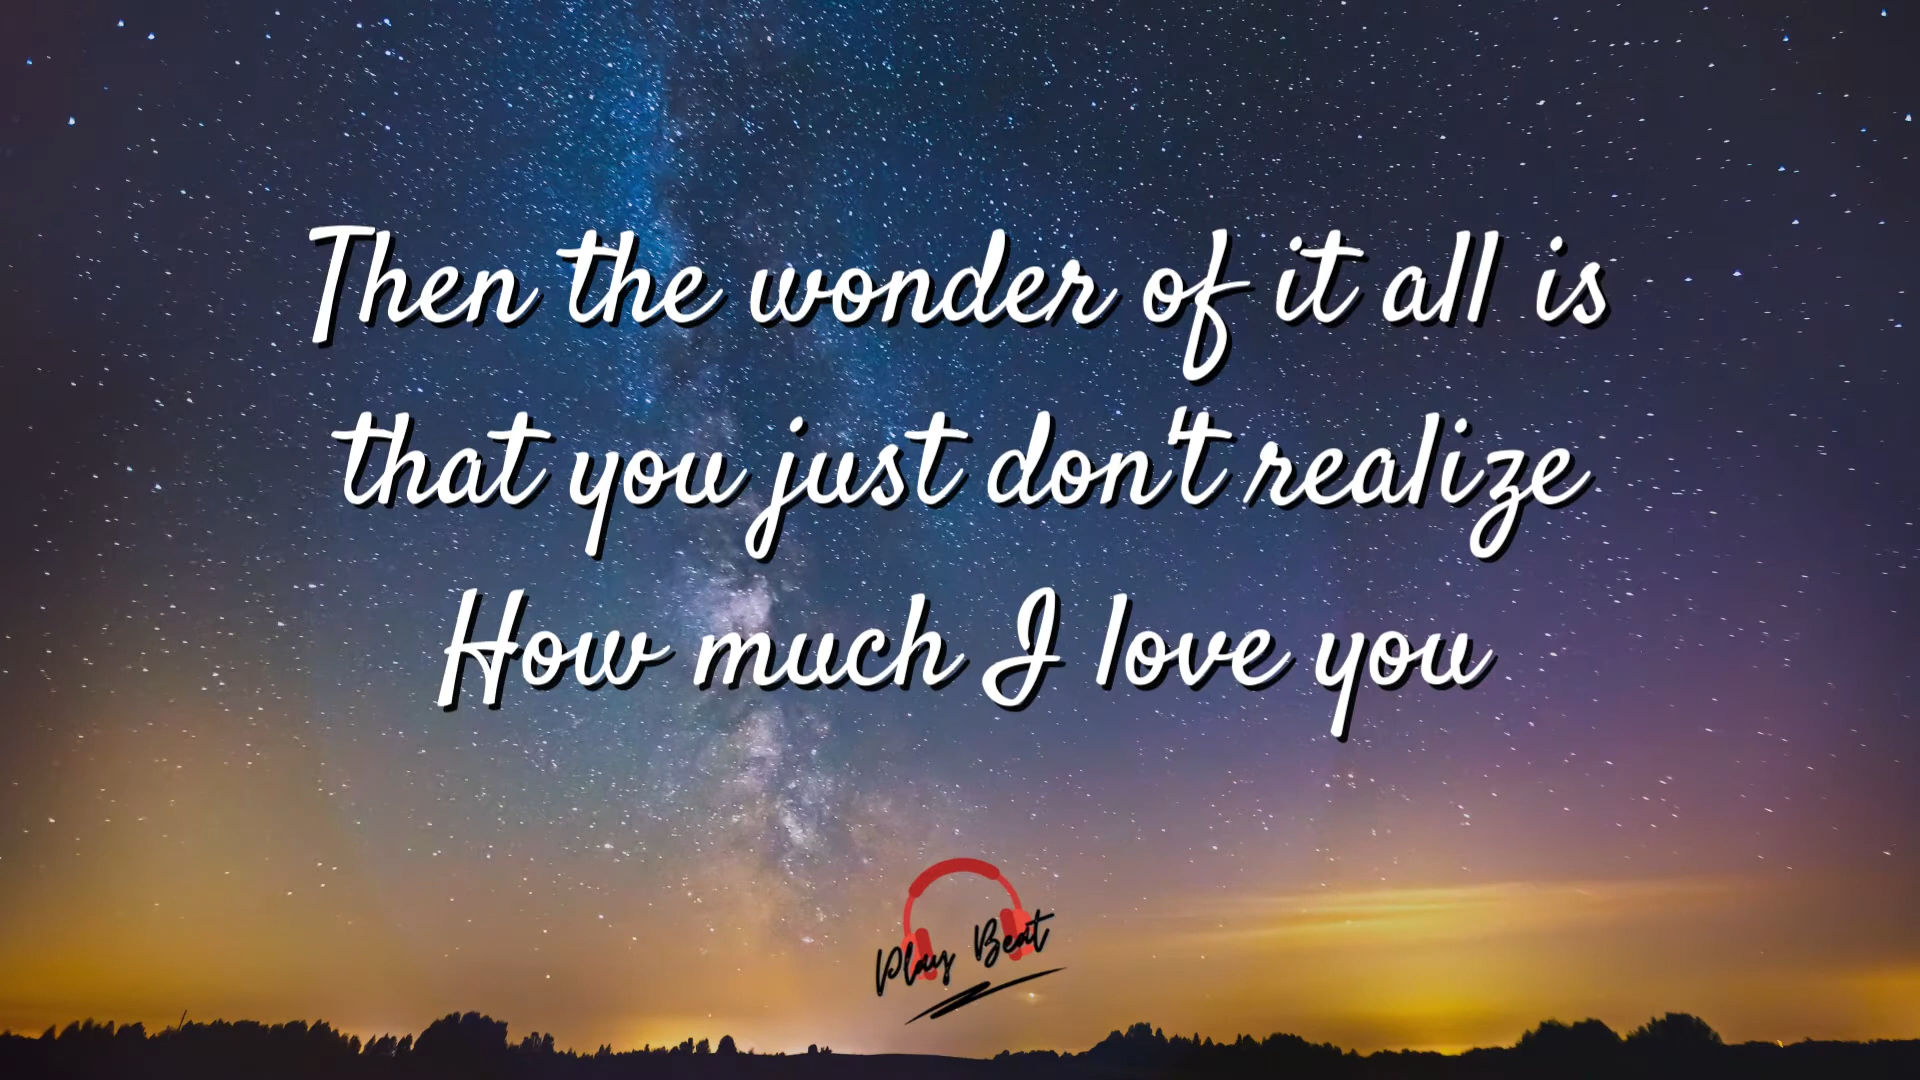 Then the wonder of it all is
that you just don't realize
How much I love you
Play Beat